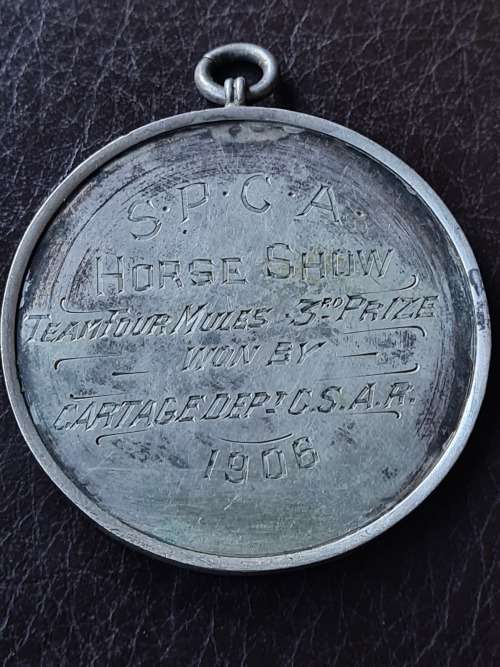 S.P.C.A.
HORSE SHOW
TEAM FOUR MULES. 3RD PRIZE
WON BY
CARTAGE DEPT C.S.A.R.
1906